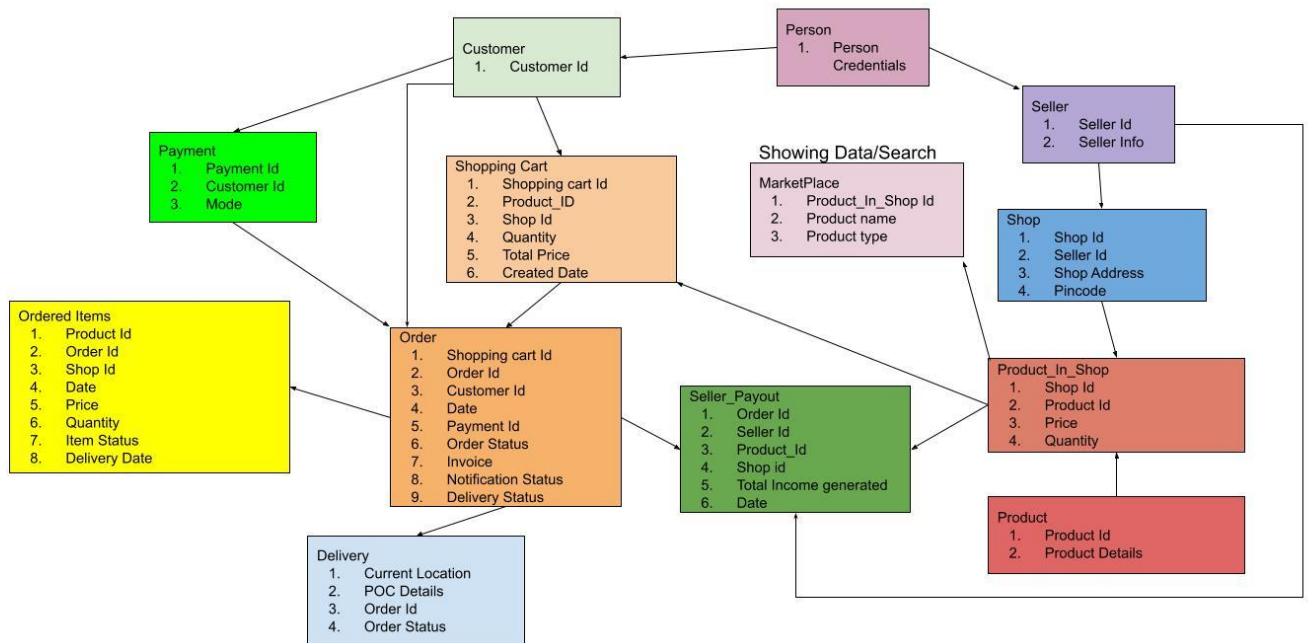 Person
1. Person
Credentials
Customer
1. Customer Id
Seller
1. Seller Id
2. Seller Info
Payment
1. Payment Id
2. Customer Id
3. Mode
Shopping Cart
1. Shopping cart Id
2. Product_ID
3. Shop Id
4. Quantity
5. Total Price
6. Created Date
Showing Data/Search
MarketPlace
1. Product_In_Shop Id
2. Product name
3. Product type
Shop
1. Shop Id
2. Seller Id
3. Shop Address
4. Pincode
Ordered Items
1. Product Id
2. Order Id
3. Shop Id
4. Date
5. Price
6. Quantity
7. Item Status
8. Delivery Date
Order
1. Shopping cart Id
2. Order Id
3. Customer Id
4. Date
5. Payment Id
6. Order Status
7. Invoice
8. Notification Status
9. Delivery Status
Seller_Payout
1. Order Id
2. Seller Id
3. Product_Id
4. Shop id
5. Total Income generated
6. Date
Product_In_Shop
1. Shop Id
2. Product Id
3. Price
4. Quantity
Product
1. Product Id
2. Product Details
Delivery
1. Current Location
2. POC Details
3. Order Id
4. Order Status